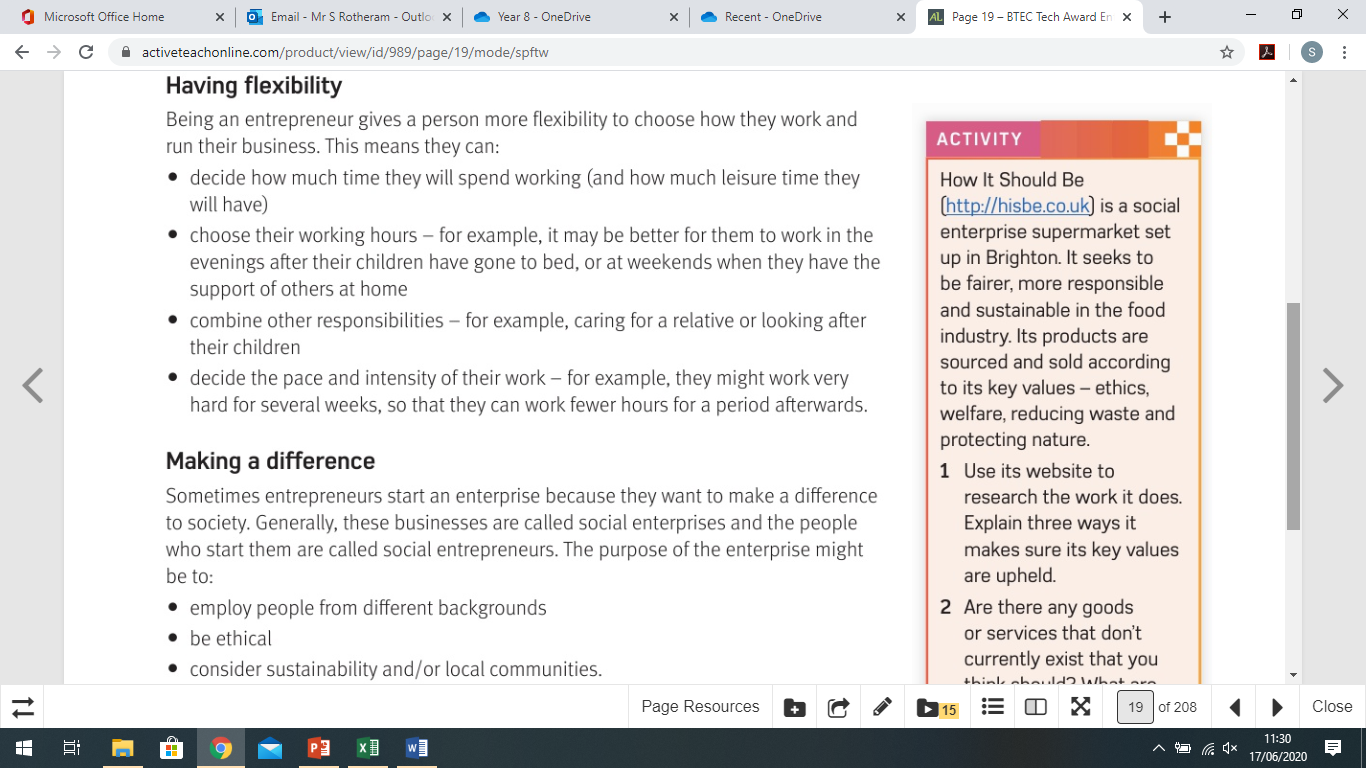 Microsoft Office Home
Email - Mr S Rotheram - Outlo
Year 8 - OneDrive
Recent - OneDrive
Page 19 – BTEC Tech Award En
activeteachonline.com/product/view/id/989/page/19/mode/spftw
S
Having flexibility
Being an entrepreneur gives a person more flexibility to choose how they work and
run their business. This means they can:
• decide how much time they will spend working (and how much leisure time they
will have)
• choose their working hours – for example, it may be better for them to work in the
evenings after their children have gone to bed, or at weekends when they have the
support of others at home
• combine other responsibilities – for example, caring for a relative or looking after
their children
• decide the pace and intensity of their work – for example, they might work very
hard for several weeks, so that they can work fewer hours for a period afterwards.
Making a difference
Sometimes entrepreneurs start an enterprise because they want to make a difference
to society. Generally, these businesses are called social enterprises and the people
who start them are called social entrepreneurs. The purpose of the enterprise might
be to:
• employ people from different backgrounds
• be ethical
• consider sustainability and/or local communities.
ACTIVITY
How It Should Be
(http://hisbe.co.uk) is a social
enterprise supermarket set
up in Brighton. It seeks to
be fairer, more responsible
and sustainable in the food
industry. Its products are
sourced and sold according
to its key values – ethics,
welfare, reducing waste and
protecting nature.
1 Use its website to
research the work it does.
Explain three ways it
makes sure its key values
are upheld.
2 Are there any goods
or services that don't
currently exist that you
think should? What are
Page Resources
15
19 of 208
Close
11:30
17/06/2020